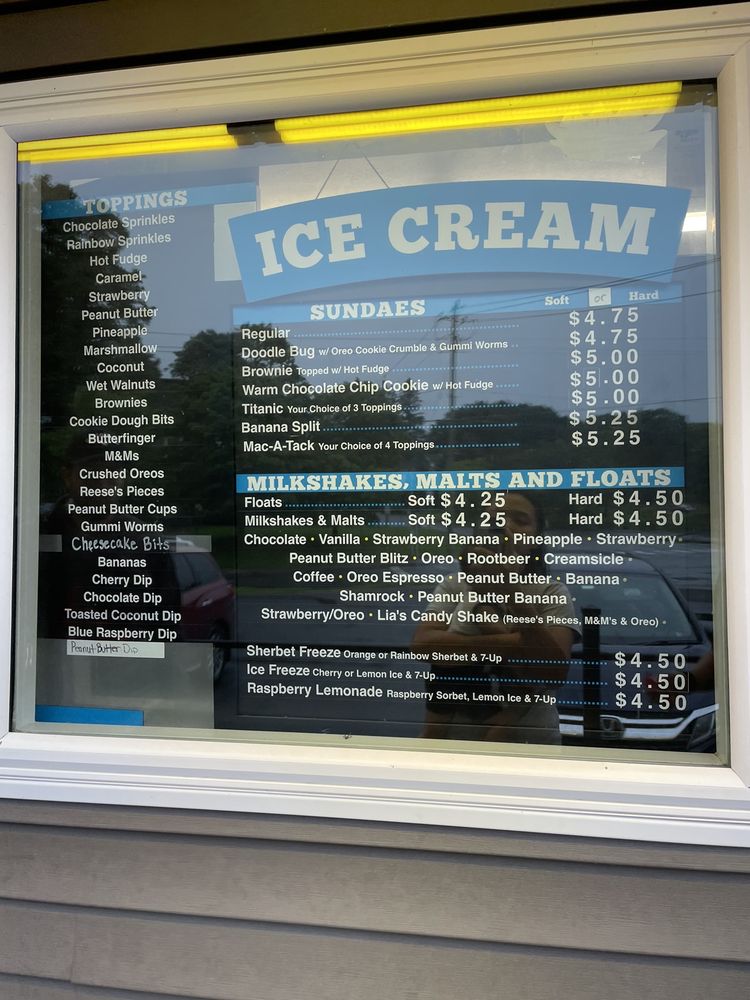 TOPPINGS
Chocolate Sprinkles
Rainbow Sprinkles
Hot Fudge
Caramel
Strawberry
Peanut Butter
Pineapple
Marshmallow
Coconut
Wet Walnuts
Brownies
Cookie Dough Bits
Butterfinger
M&Ms
Crushed Oreos
Reese's Pieces
Peanut Butter Cups
Gummi Worms
Cheesecake Bits
Bananas
Cherry Dip
Chocolate Dip
Toasted Coconut Dip
Blue Raspberry Dip
Peanut Butter Dip
ICE CREAM
SUNDAES Soft or Hard
Regular $4.75
Doodle Bug w/ Oreo Cookie Crumble & Gummi Worms $4.75
Brownie Topped w/ Hot Fudge $5.00
Warm Chocolate Chip Cookie w/ Hot Fudge $5.00
Titanic Your Choice of 3 Toppings $5.00
Banana Split $5.25
Mac-A-Tack Your Choice of 4 Toppings $5.25
MILKSHAKES, MALTS AND FLOATS
Floats Soft $4.25 Hard $4.50
Milkshakes & Malts Soft $4.25 Hard $4.50
Chocolate • Vanilla • Strawberry Banana • Pineapple • Strawberry •
Peanut Butter Blitz • Oreo • Rootbeer • Creamsicle •
Coffee • Oreo Espresso • Peanut Butter • Banana •
Shamrock • Peanut Butter Banana •
Strawberry/Oreo • Lia's Candy Shake (Reese's Pieces, M&M's & Oreo) •
Sherbet Freeze Orange or Rainbow Sherbet & 7-Up $4.50
Ice Freeze Cherry or Lemon Ice & 7-Up $4.50
Raspberry Lemonade Raspberry Sorbet, Lemon Ice & 7-Up $4.50